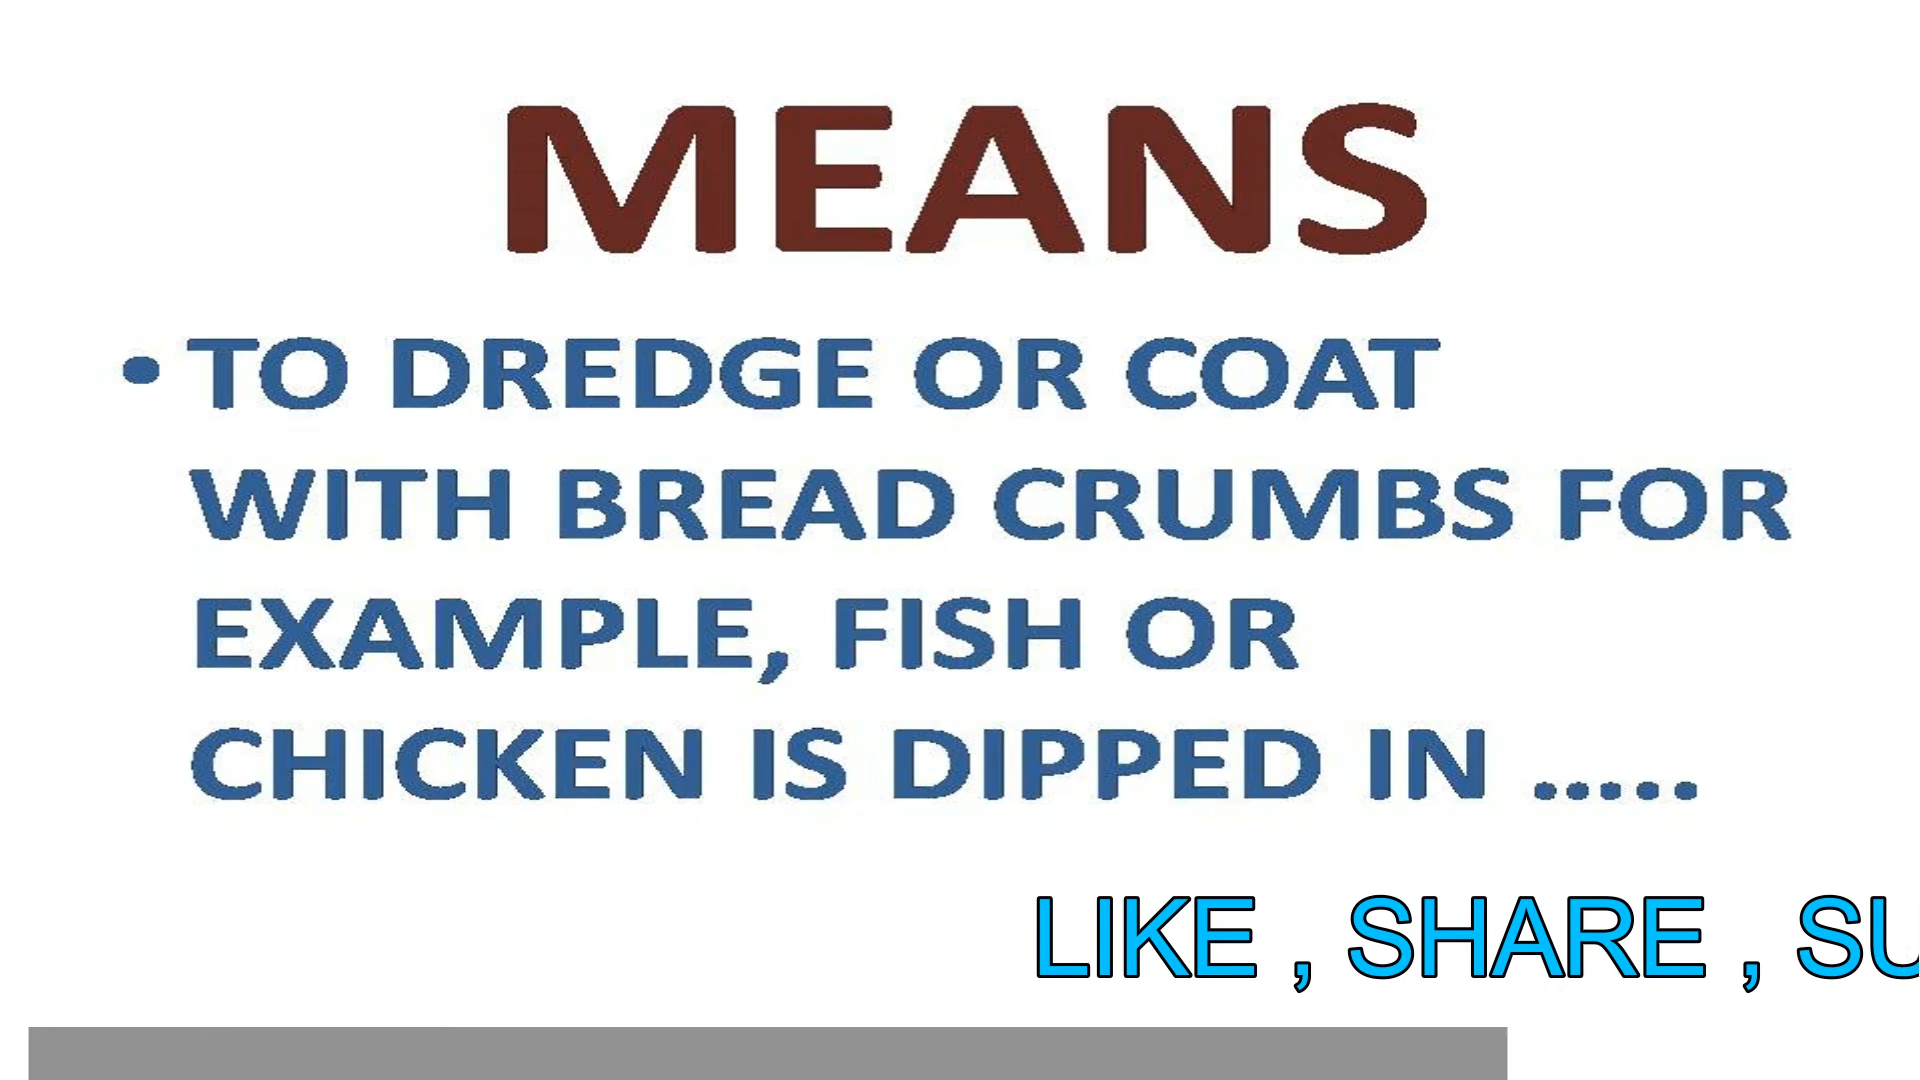 MEANS
• TO DREDGE OR COAT
WITH BREAD CRUMBS FOR
EXAMPLE, FISH OR
CHICKEN IS DIPPED IN .....
LIKE , SHARE , SU